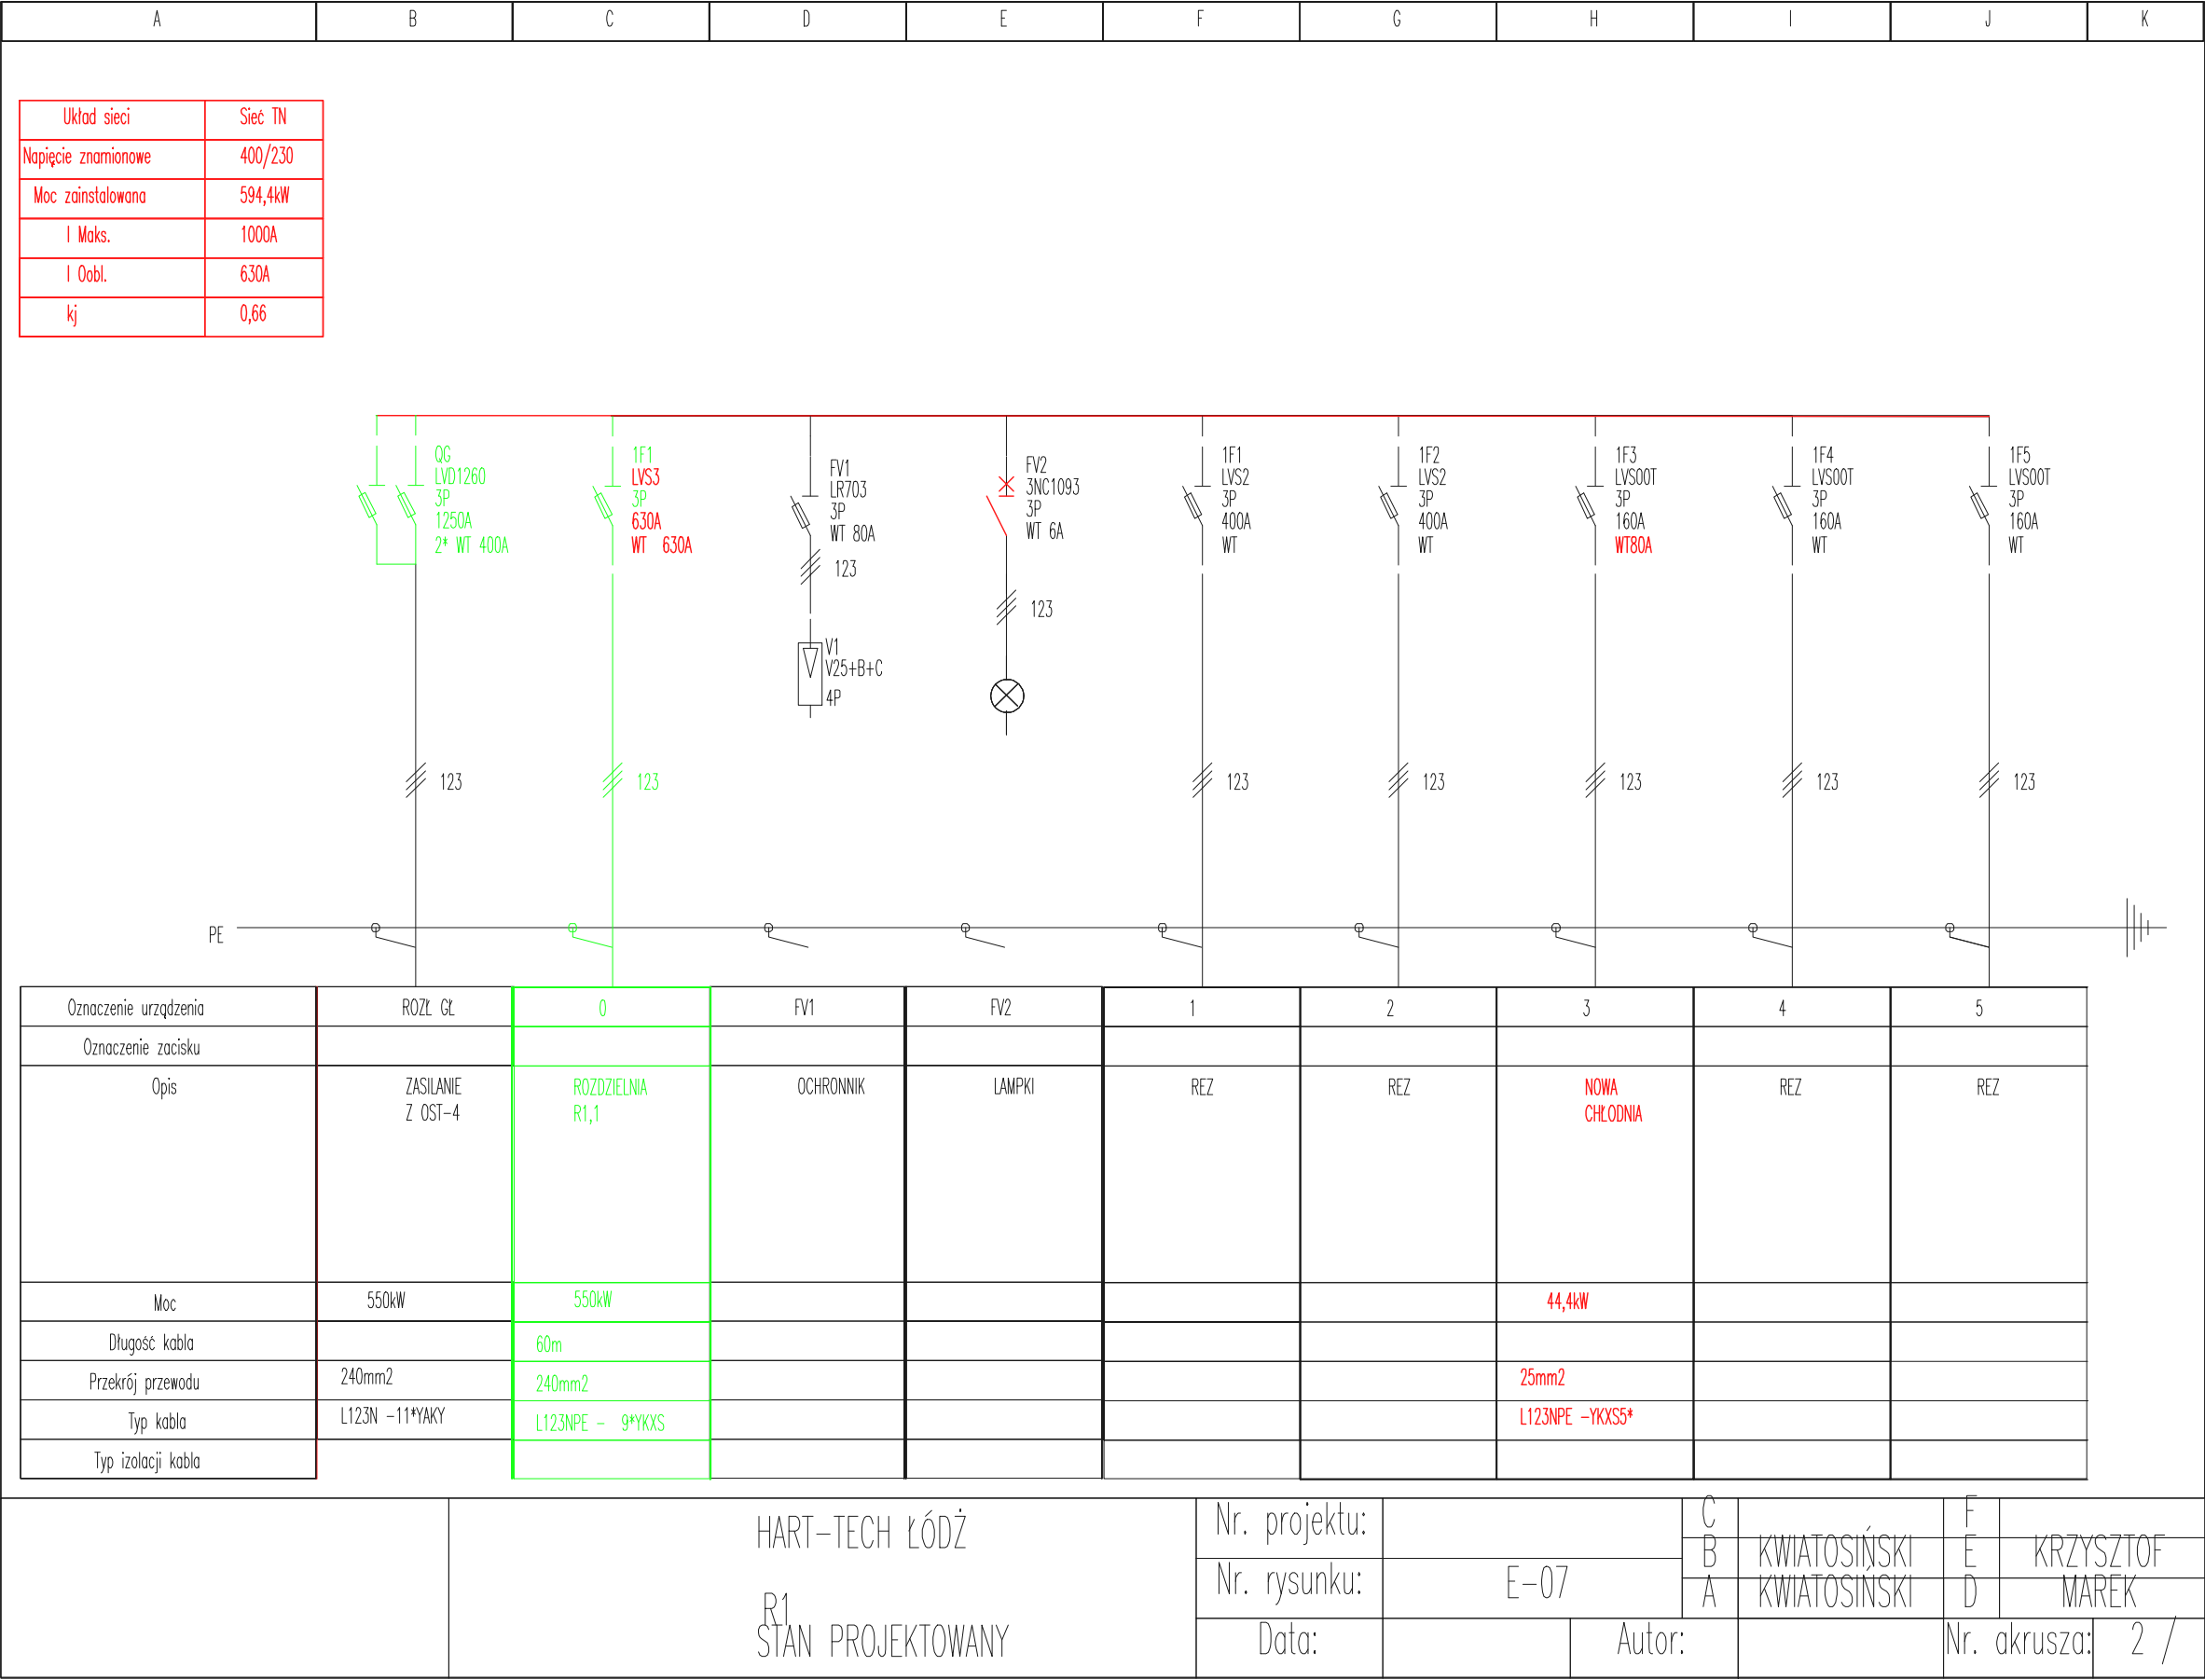 A B C D E F G H I J K
Układ sieci Sieć TN
Napięcie znamionowe 400/230
Moc zainstalowana 594,4kW
I Maks. 1000A
I Oobl. 630A
kj 0,66
QG
LVD1260
3P
1250A
2* WT 400A
1F1
LVS3
3P
630A
WT 630A
FV1
LR703
3P
WT 80A
123
V1
V25+B+C
4P
FV2
3NC1093
3P
WT 6A
123
1F1
LVS2
3P
400A
WT
1F2
LVS2
3P
400A
WT
1F3
LVS00T
3P
160A
WT80A
1F4
LVS00T
3P
160A
WT
1F5
LVS00T
3P
160A
WT
123 123 123 123 123 123 123
PE
Oznaczenie urządzenia ROZŁ GŁ 0 FV1 FV2 1 2 3 4 5
Oznaczenie zacisku
Opis
ZASILANIE
Z OST-4
ROZDZIELNIA
R1,1
OCHRONNIK
LAMPKI
REZ
REZ
NOWA
CHŁODNIA
REZ
REZ
Moc 550kW 550kW 44,4kW
Długość kabla 60m
Przekrój przewodu 240mm2 240mm2 25mm2
Typ kabla L123N -11*YAKY L123NPE - 9*YKXS L123NPE -YKXS5*
Typ izolacji kabla
HART-TECH ŁÓDŹ
R1
STAN PROJEKTOWANY
Nr. projektu:
Nr. rysunku: E-07
Data:
Autor:
C F
B KWIATOSIŃSKI E KRZYSZTOF
A KWIATOSIŃSKI D MAREK
Nr. akrusza: 2 /